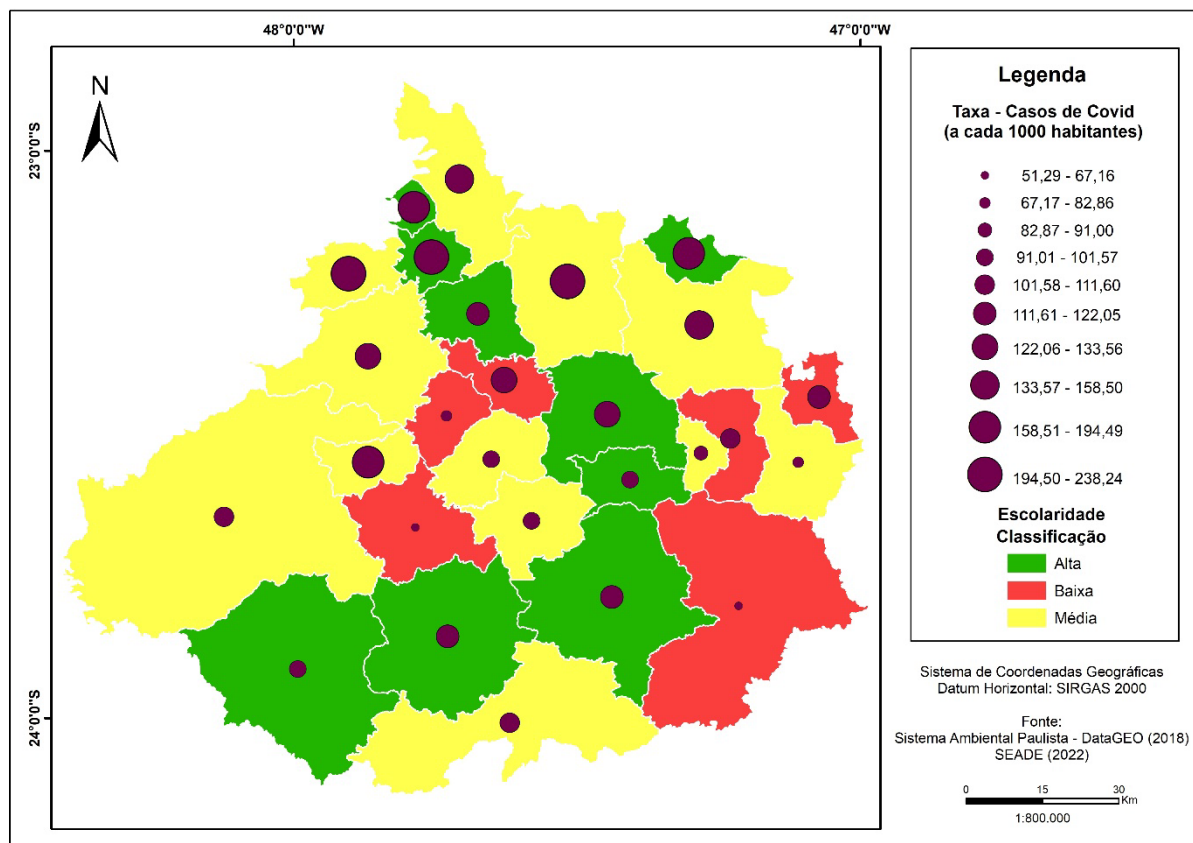 48°0'0"W
47°0'0"W
N
23°0'0"S
24°0'0"S
Legenda
Taxa - Casos de Covid
(a cada 1000 habitantes)
51,29 - 67,16
67,17 - 82,86
82,87 - 91,00
91,01 - 101,57
101,58 - 111,60
111,61 - 122,05
122,06 - 133,56
133,57 - 158,50
158,51 - 194,49
194,50 - 238,24
Escolaridade
Classificação
Alta
Baixa
Média
Sistema de Coordenadas Geográficas
Datum Horizontal: SIRGAS 2000
Fonte:
Sistema Ambiental Paulista - DataGEO (2018)
SEADE (2022)
0 15 30
Km
1:800.000